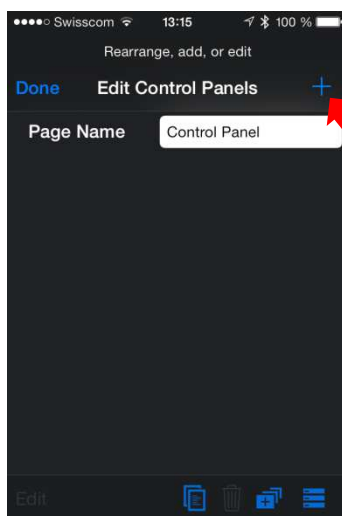 Swisscom 13:15 100 %
Rearrange, add, or edit
Done Edit Control Panels
Page Name Control Panel
Edit